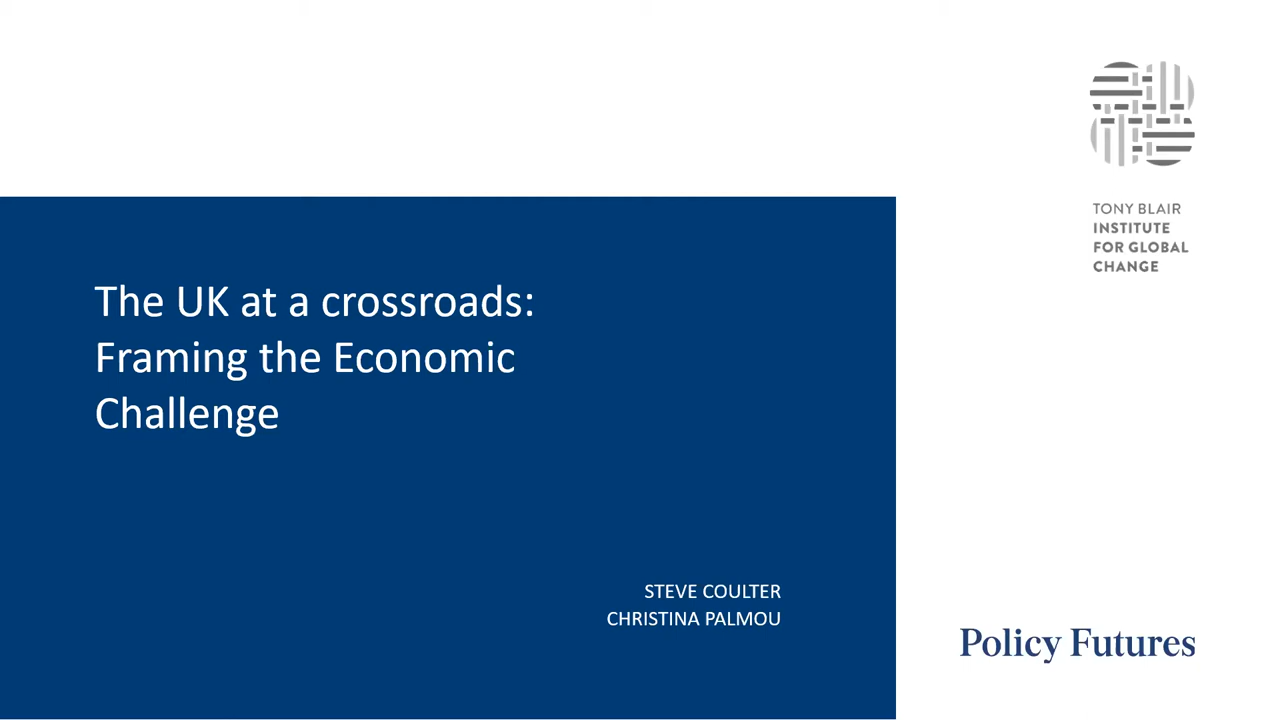 TONY BLAIR
INSTITUTE
FOR GLOBAL
CHANGE
The UK at a crossroads:
Framing the Economic
Challenge
STEVE COULTER
CHRISTINA PALMOU
Policy Futures